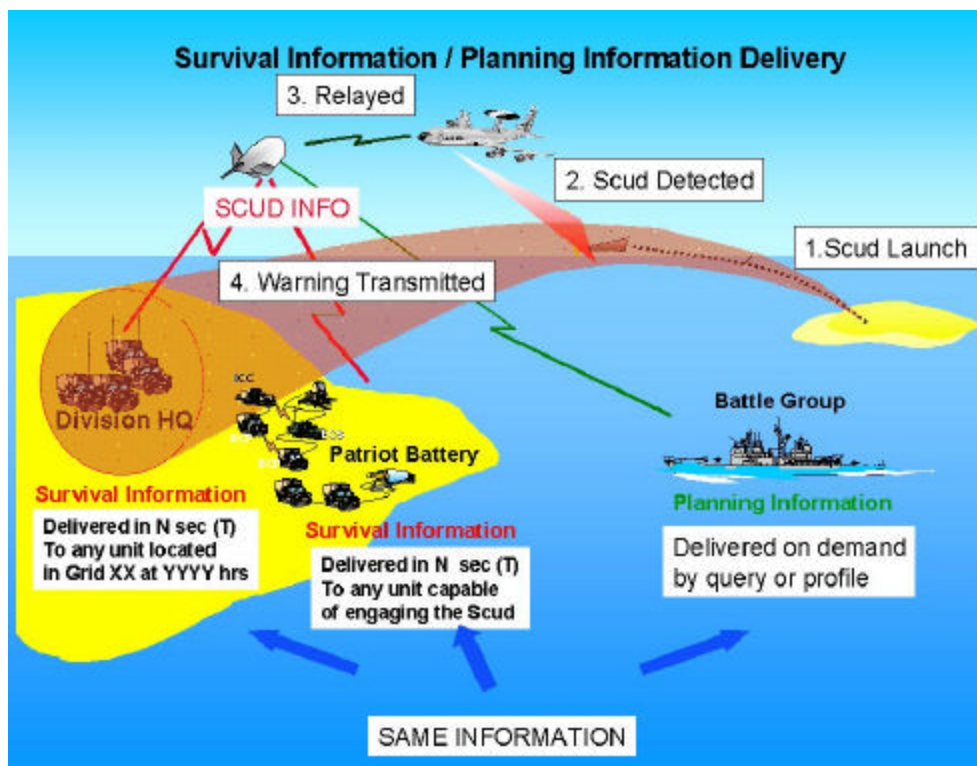 Survival Information / Planning Information Delivery
3. Relayed
2. Scud Detected
SCUD INFO
1.Scud Launch
4. Warning Transmitted
Division HQ
Battle Group
Patriot Battery
Survival Information
Delivered in N sec (T)
To any unit located
in Grid XX at YYYY hrs
Survival Information
Delivered in N sec (T)
To any unit capable
of engaging the Scud
Planning Information
Delivered on demand
by query or profile
SAME INFORMATION